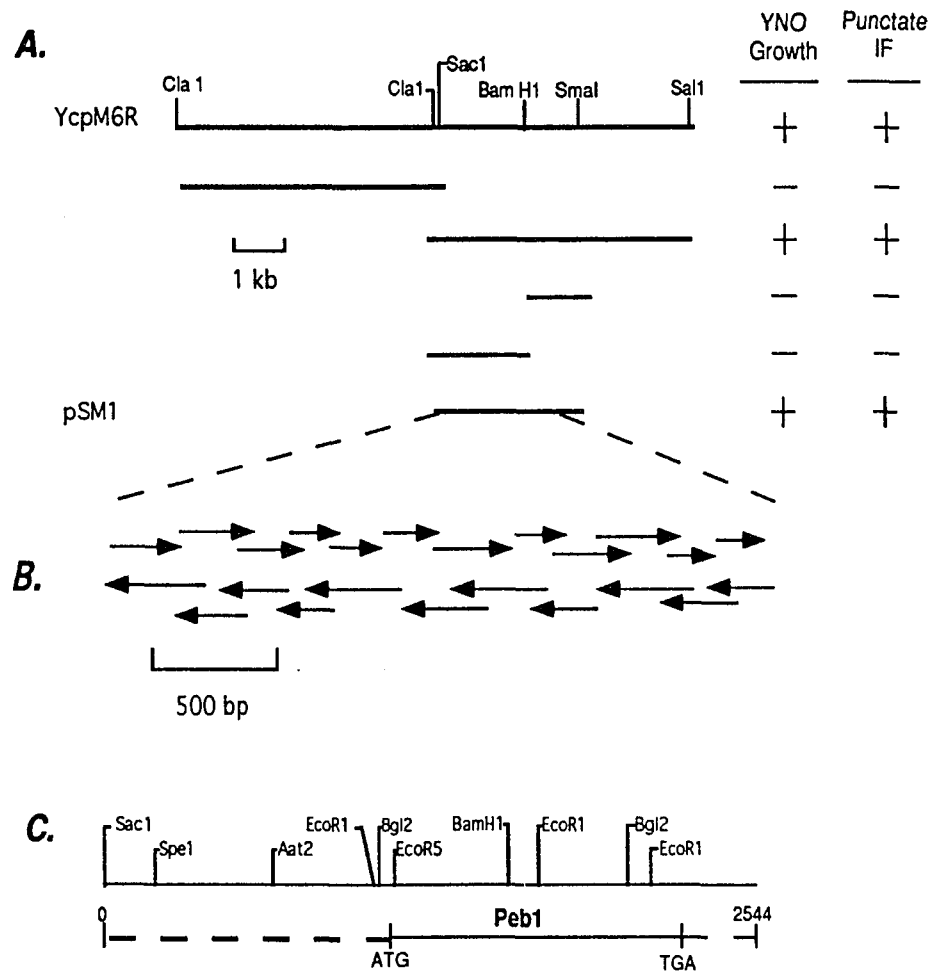 A.
YNO Growth
Punctate IF
Cla 1
Cla1
Sac1
Bam H1
SmaI
Sal1
YcpM6R
+ +
− −
+ +
1 kb
− −
− −
pSM1
+ +
B.
500 bp
C.
Sac1
Spe1
Aat2
EcoR1
Bgl2
EcoR5
BamH1
EcoR1
Bgl2
EcoR1
0
Peb1
2544
ATG
TGA